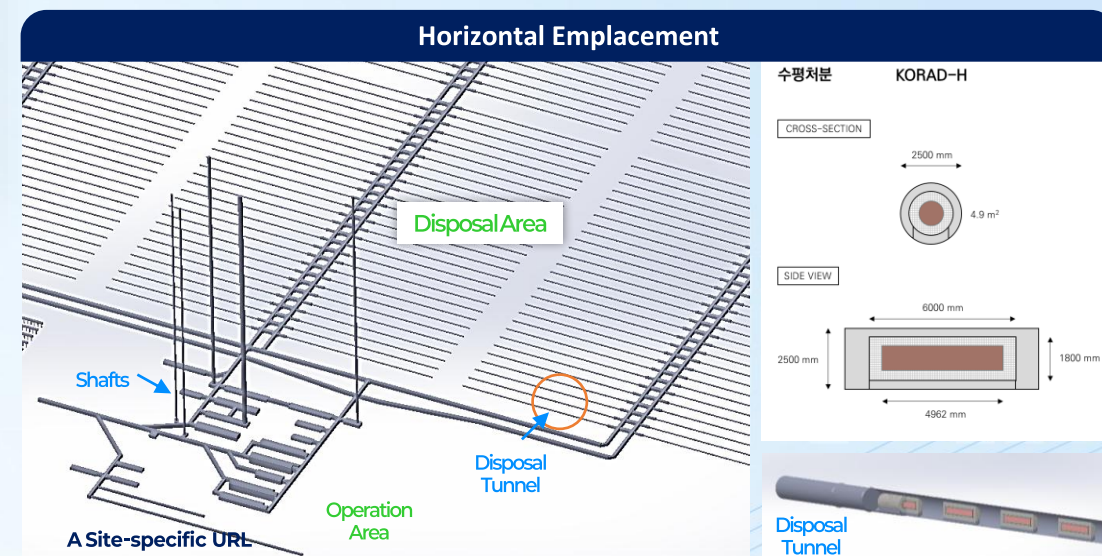 Horizontal Emplacement
수평처분 KORAD-H
CROSS-SECTION
2500 mm
4.9 m²
SIDE VIEW
6000 mm
2500 mm
1800 mm
4962 mm
Disposal Area
Shafts
Disposal
Tunnel
Operation
Area
A Site-specific URL
Disposal
Tunnel